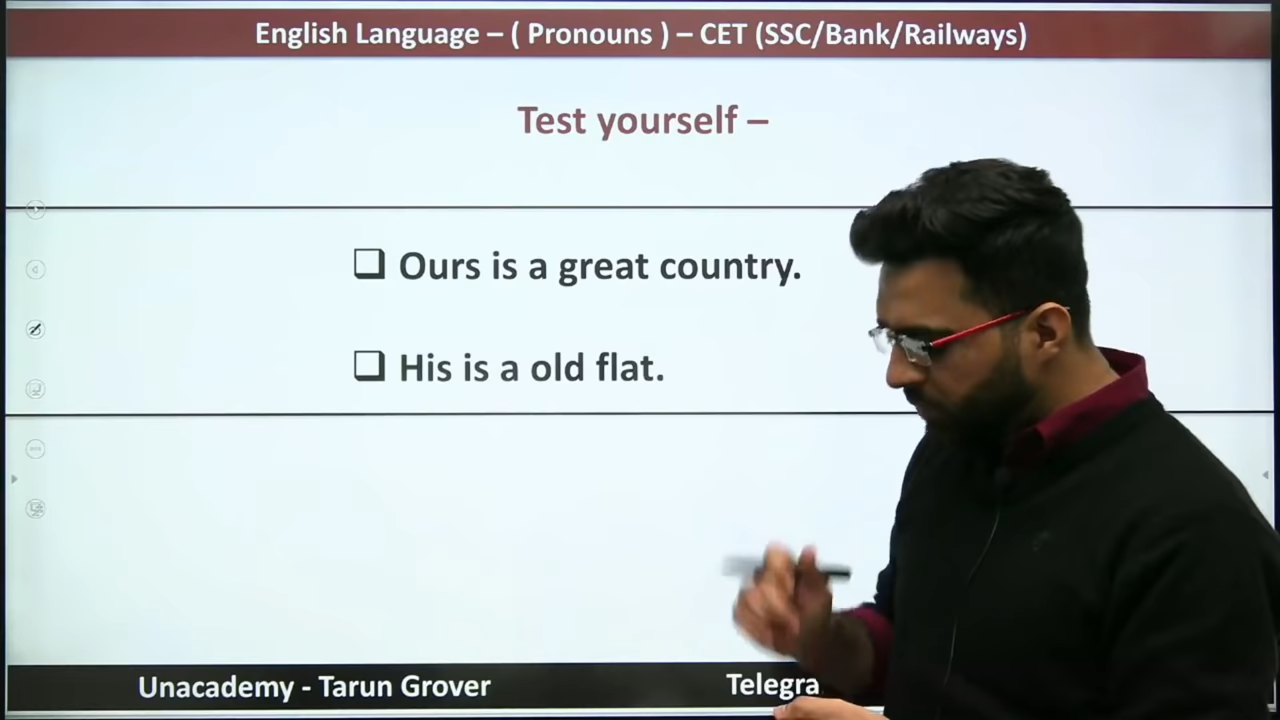 English Language – ( Pronouns ) – CET (SSC/Bank/Railways)
Test yourself –
❑ Ours is a great country.
❑ His is a old flat.
Unacademy - Tarun Grover